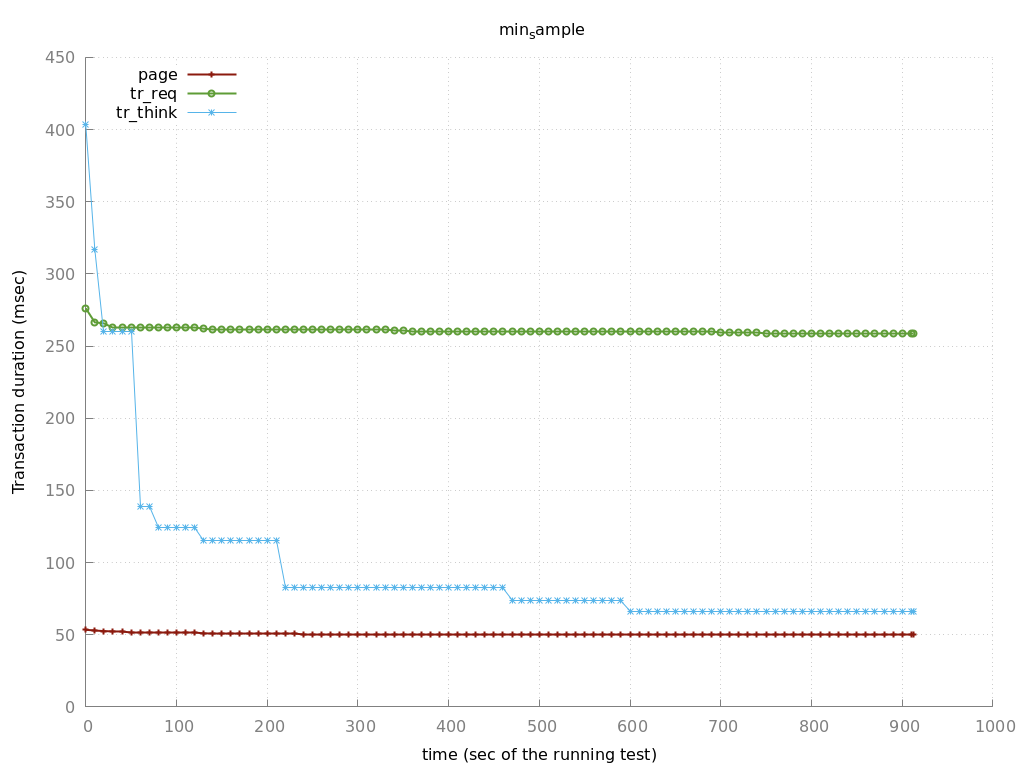 minsample
450
400
350
300
250
200
150
100
50
0
page
tr_req
tr_think
Transaction duration (msec)
0 100 200 300 400 500 600 700 800 900 1000
time (sec of the running test)